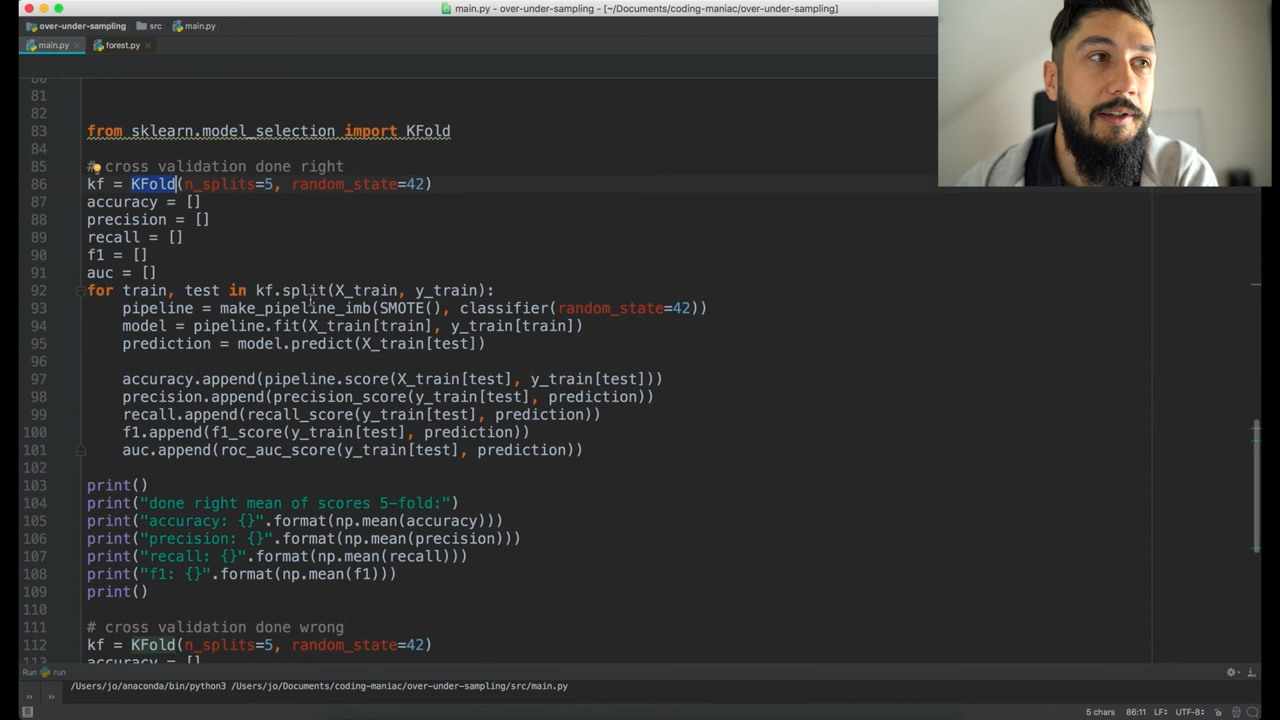 main.py - over-under-sampling - [~/Documents/coding-maniac/over-under-sampling]
over-under-sampling src main.py
main.py × forest.py ×
81
82
83 from sklearn.model_selection import KFold
84
85 # cross validation done right
86 kf = KFold(n_splits=5, random_state=42)
87 accuracy = []
88 precision = []
89 recall = []
90 f1 = []
91 auc = []
92 for train, test in kf.split(X_train, y_train):
93 pipeline = make_pipeline_imb(SMOTE(), classifier(random_state=42))
94 model = pipeline.fit(X_train[train], y_train[train])
95 prediction = model.predict(X_train[test])
96
97 accuracy.append(pipeline.score(X_train[test], y_train[test]))
98 precision.append(precision_score(y_train[test], prediction))
99 recall.append(recall_score(y_train[test], prediction))
100 f1.append(f1_score(y_train[test], prediction))
101 auc.append(roc_auc_score(y_train[test], prediction))
102
103 print()
104 print("done right mean of scores 5-fold:")
105 print("accuracy: {}".format(np.mean(accuracy)))
106 print("precision: {}".format(np.mean(precision)))
107 print("recall: {}".format(np.mean(recall)))
108 print("f1: {}".format(np.mean(f1)))
109 print()
110
111 # cross validation done wrong
112 kf = KFold(n_splits=5, random_state=42)
113 accuracy = []
Run run
/Users/jo/anaconda/bin/python3 /Users/jo/Documents/coding-maniac/over-under-sampling/src/main.py
5 chars 86:11 LF÷ UTF-8÷